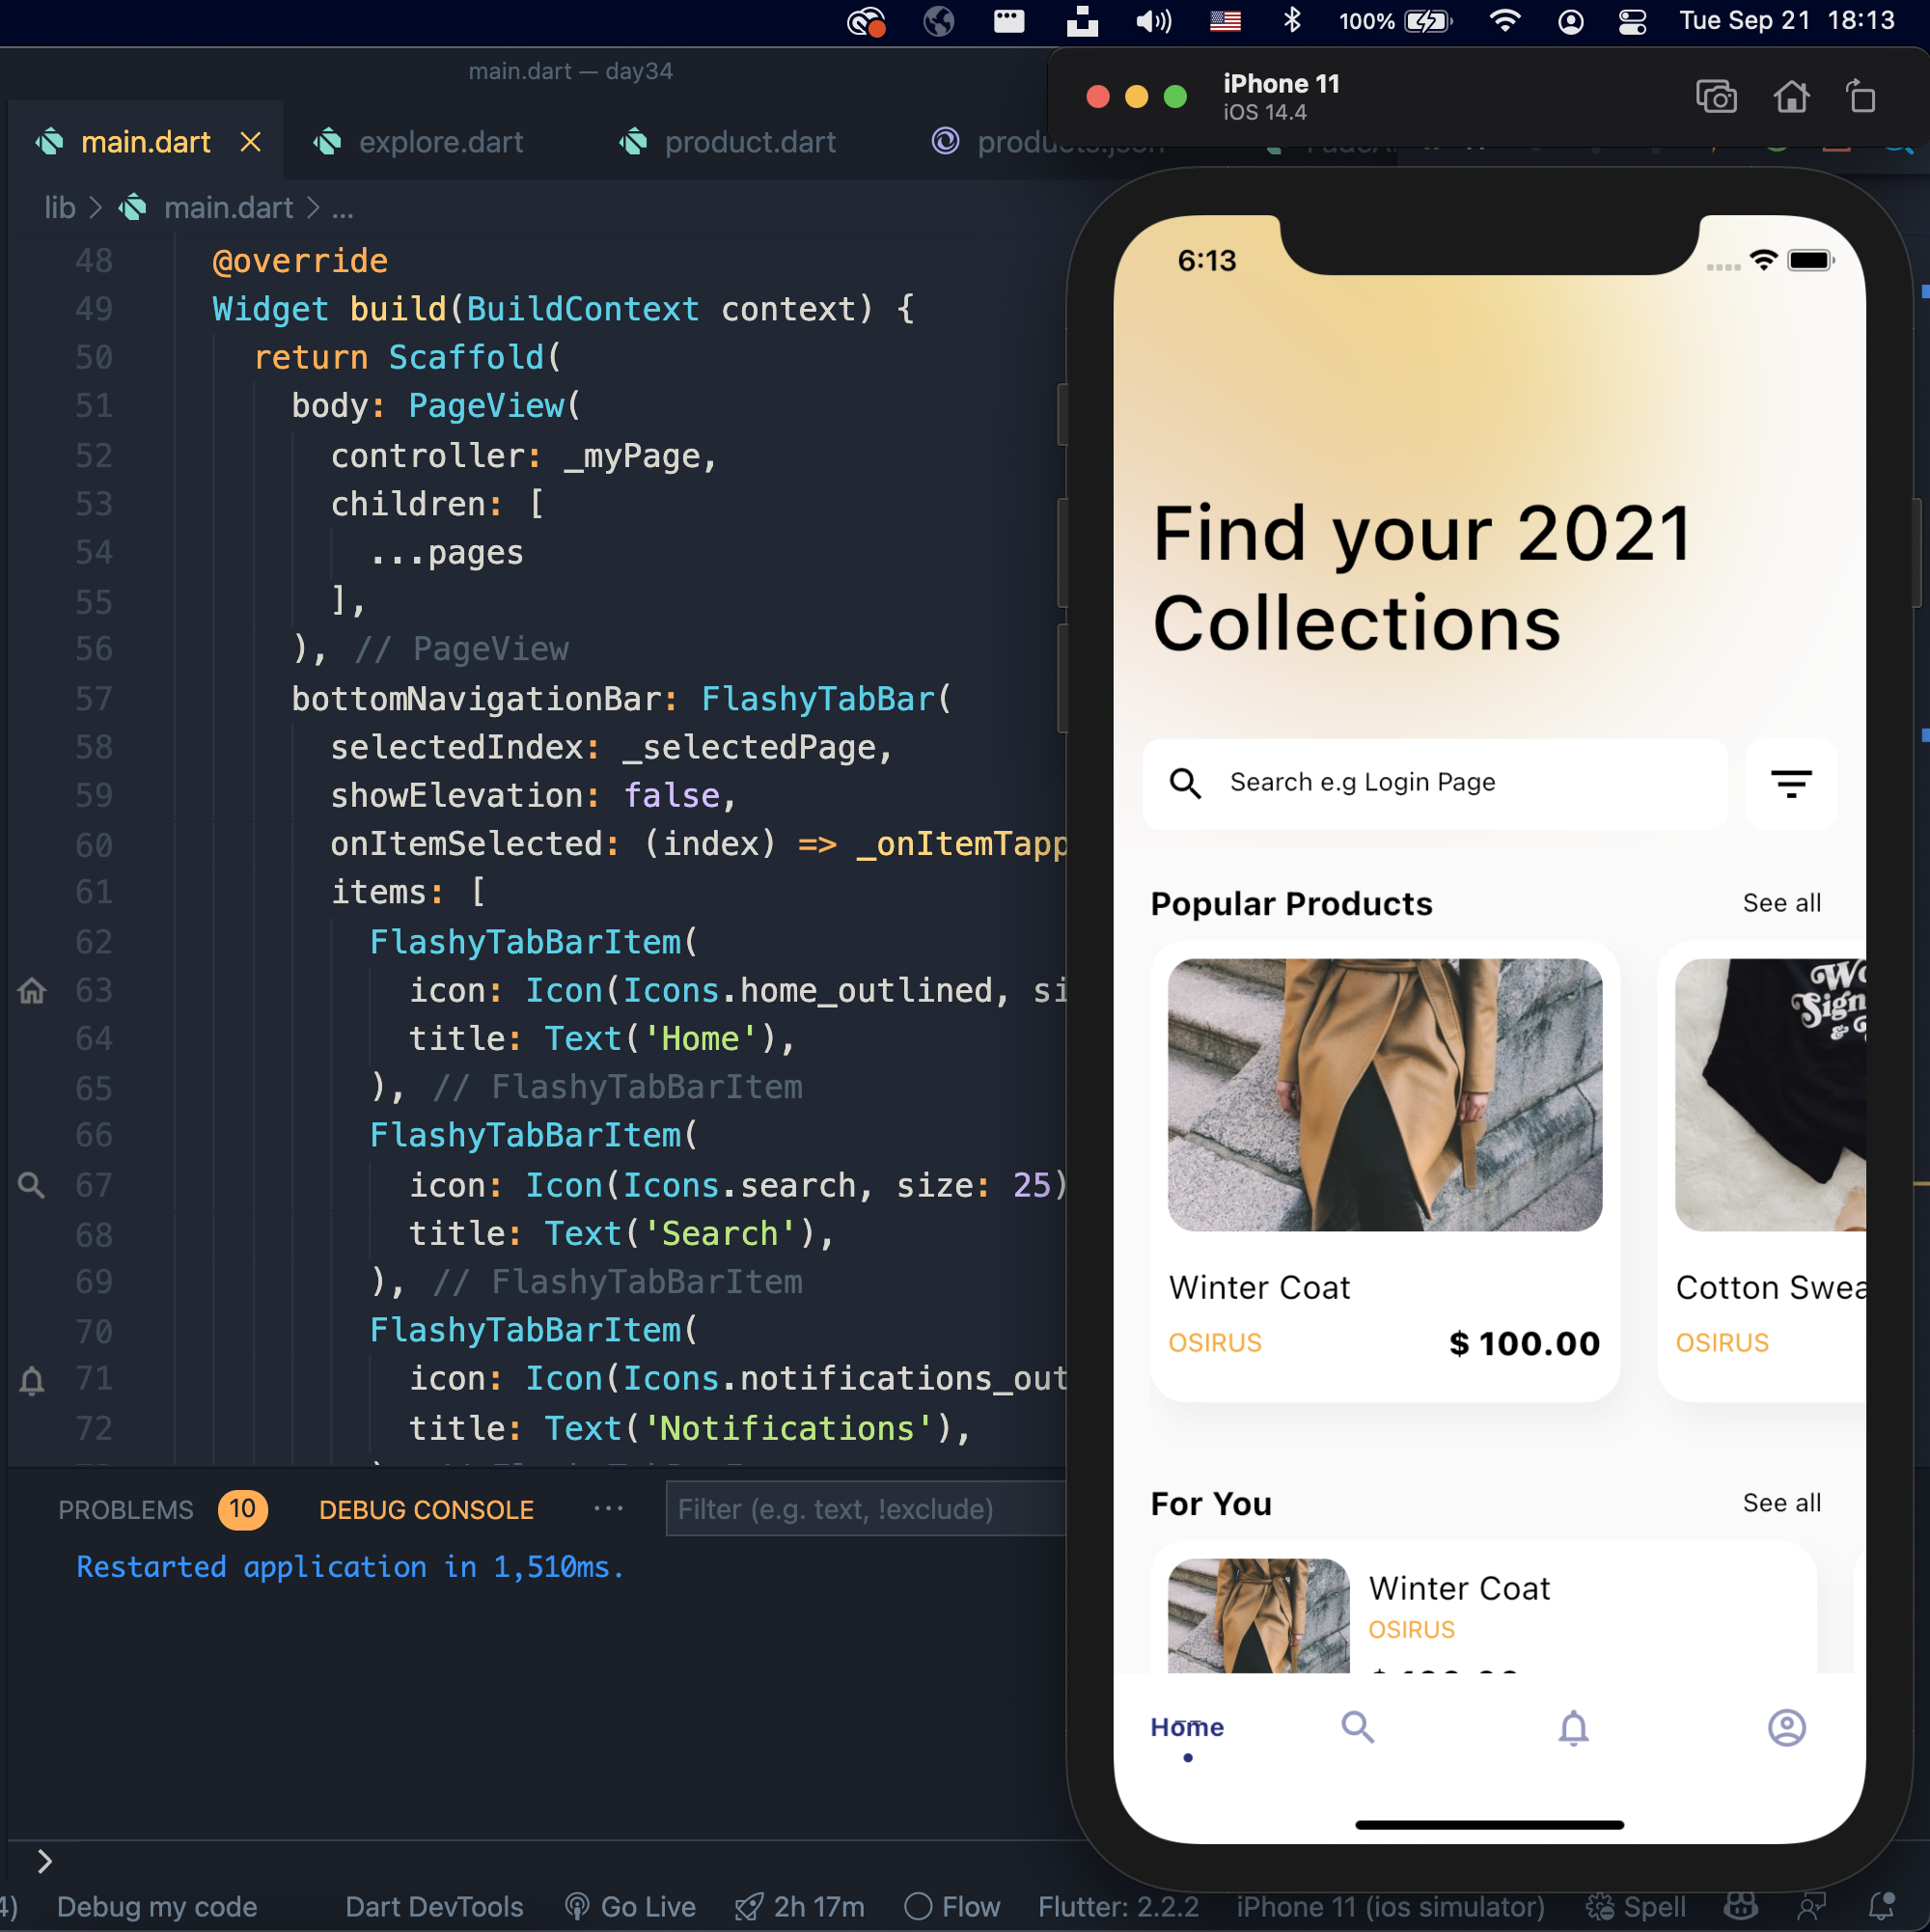 100%
Tue Sep 21 18:13
main.dart — day34
iPhone 11
iOS 14.4
main.dart
explore.dart
product.dart
products.json
lib > main.dart > ...
48 @override
49 Widget build(BuildContext context) {
50 return Scaffold(
51 body: PageView(
52 controller: _myPage,
53 children: [
54 ...pages
55 ],
56 ), // PageView
57 bottomNavigationBar: FlashyTabBar(
58 selectedIndex: _selectedPage,
59 showElevation: false,
60 onItemSelected: (index) => _onItemTapp
61 items: [
62 FlashyTabBarItem(
63 icon: Icon(Icons.home_outlined, si
64 title: Text('Home'),
65 ), // FlashyTabBarItem
66 FlashyTabBarItem(
67 icon: Icon(Icons.search, size: 25)
68 title: Text('Search'),
69 ), // FlashyTabBarItem
70 FlashyTabBarItem(
71 icon: Icon(Icons.notifications_out
72 title: Text('Notifications'),
PROBLEMS 10 DEBUG CONSOLE ...
Filter (e.g. text, !exclude)
Restarted application in 1,510ms.
6:13
Find your 2021
Collections
Search e.g Login Page
Popular Products
See all
Winter Coat
OSIRUS
$ 100.00
Cotton Swea
OSIRUS
For You
See all
Winter Coat
OSIRUS
Home
4)
Debug my code
Dart DevTools
Go Live
2h 17m
Flow
Flutter: 2.2.2
iPhone 11 (ios simulator)
Spell